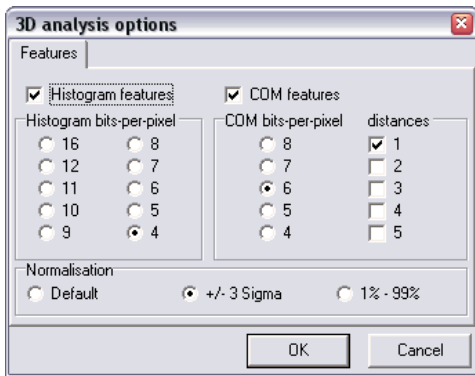 3D analysis options
Features
Histogram features COM features
Histogram bits-per-pixel COM bits-per-pixel distances
16 8 8 1
12 7 7 2
11 6 6 3
10 5 5 4
9 4 4 5
Normalisation
Default +/- 3 Sigma 1% - 99%
OK Cancel